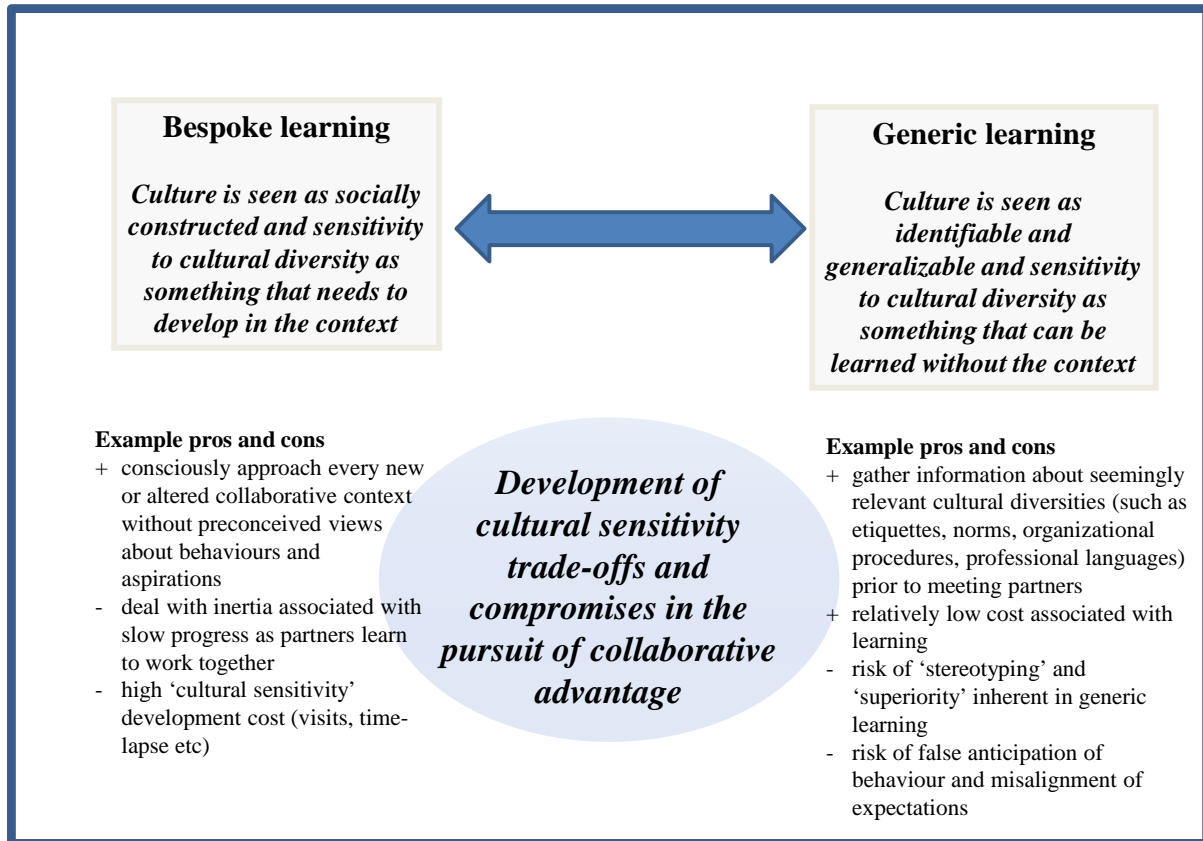 Bespoke learning
Culture is seen as socially
constructed and sensitivity
to cultural diversity as
something that needs to
develop in the context
Generic learning
Culture is seen as
identifiable and
generalizable and sensitivity
to cultural diversity as
something that can be
learned without the context
Example pros and cons
+ consciously approach every new
or altered collaborative context
without preconceived views
about behaviours and
aspirations
- deal with inertia associated with
slow progress as partners learn
to work together
- high ‘cultural sensitivity’
development cost (visits, time-
lapse etc)
Development of
cultural sensitivity
trade-offs and
compromises in the
pursuit of collaborative
advantage
Example pros and cons
+ gather information about seemingly
relevant cultural diversities (such as
etiquettes, norms, organizational
procedures, professional languages)
prior to meeting partners
+ relatively low cost associated with
learning
- risk of ‘stereotyping’ and
‘superiority’ inherent in generic
learning
- risk of false anticipation of
behaviour and misalignment of
expectations